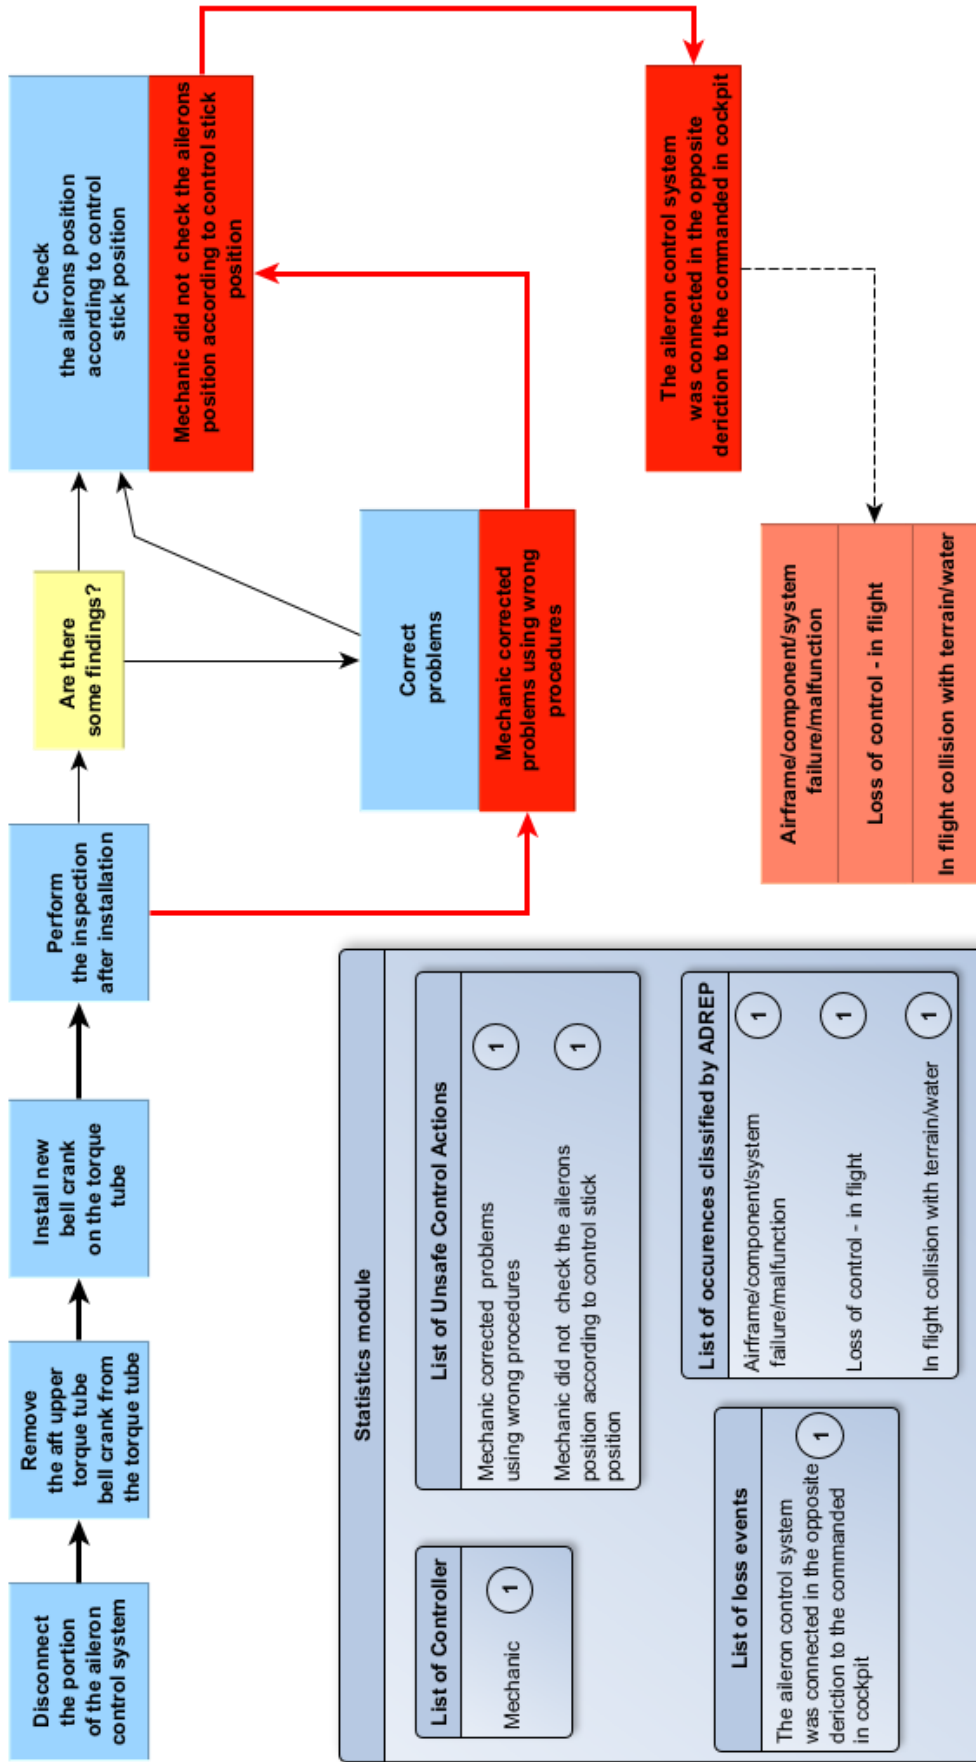 Disconnect
the portion
of the aileron
control system
Remove
the aft upper
torque tube
bell crank from
the torque tube
Install new
bell crank
on the torque
tube
Perform
the inspection
after installation
Are there
some findings?
Check
the ailerons position
according to control
stick position
Mechanic did not check the ailerons
position according to control stick
position
Correct
problems
Mechanic corrected
problems using wrong
procedures
The aileron control system
was connected in the opposite
deriction to the commanded in cockpit
Airframe/component/system
failure/malfunction
Loss of control - in flight
In flight collision with terrain/water
Statistics module
List of Controller
Mechanic
1
List of Unsafe Control Actions
Mechanic corrected problems
using wrong procedures
1
Mechanic did not check the ailerons
position according to control stick
position
1
List of loss events
The aileron control system
was connected in the opposite
deriction to the commanded
in cockpit
1
List of occurences clissified by ADREP
Airframe/component/system
failure/malfunction
1
Loss of control - in flight
1
In flight collision with terrain/water
1